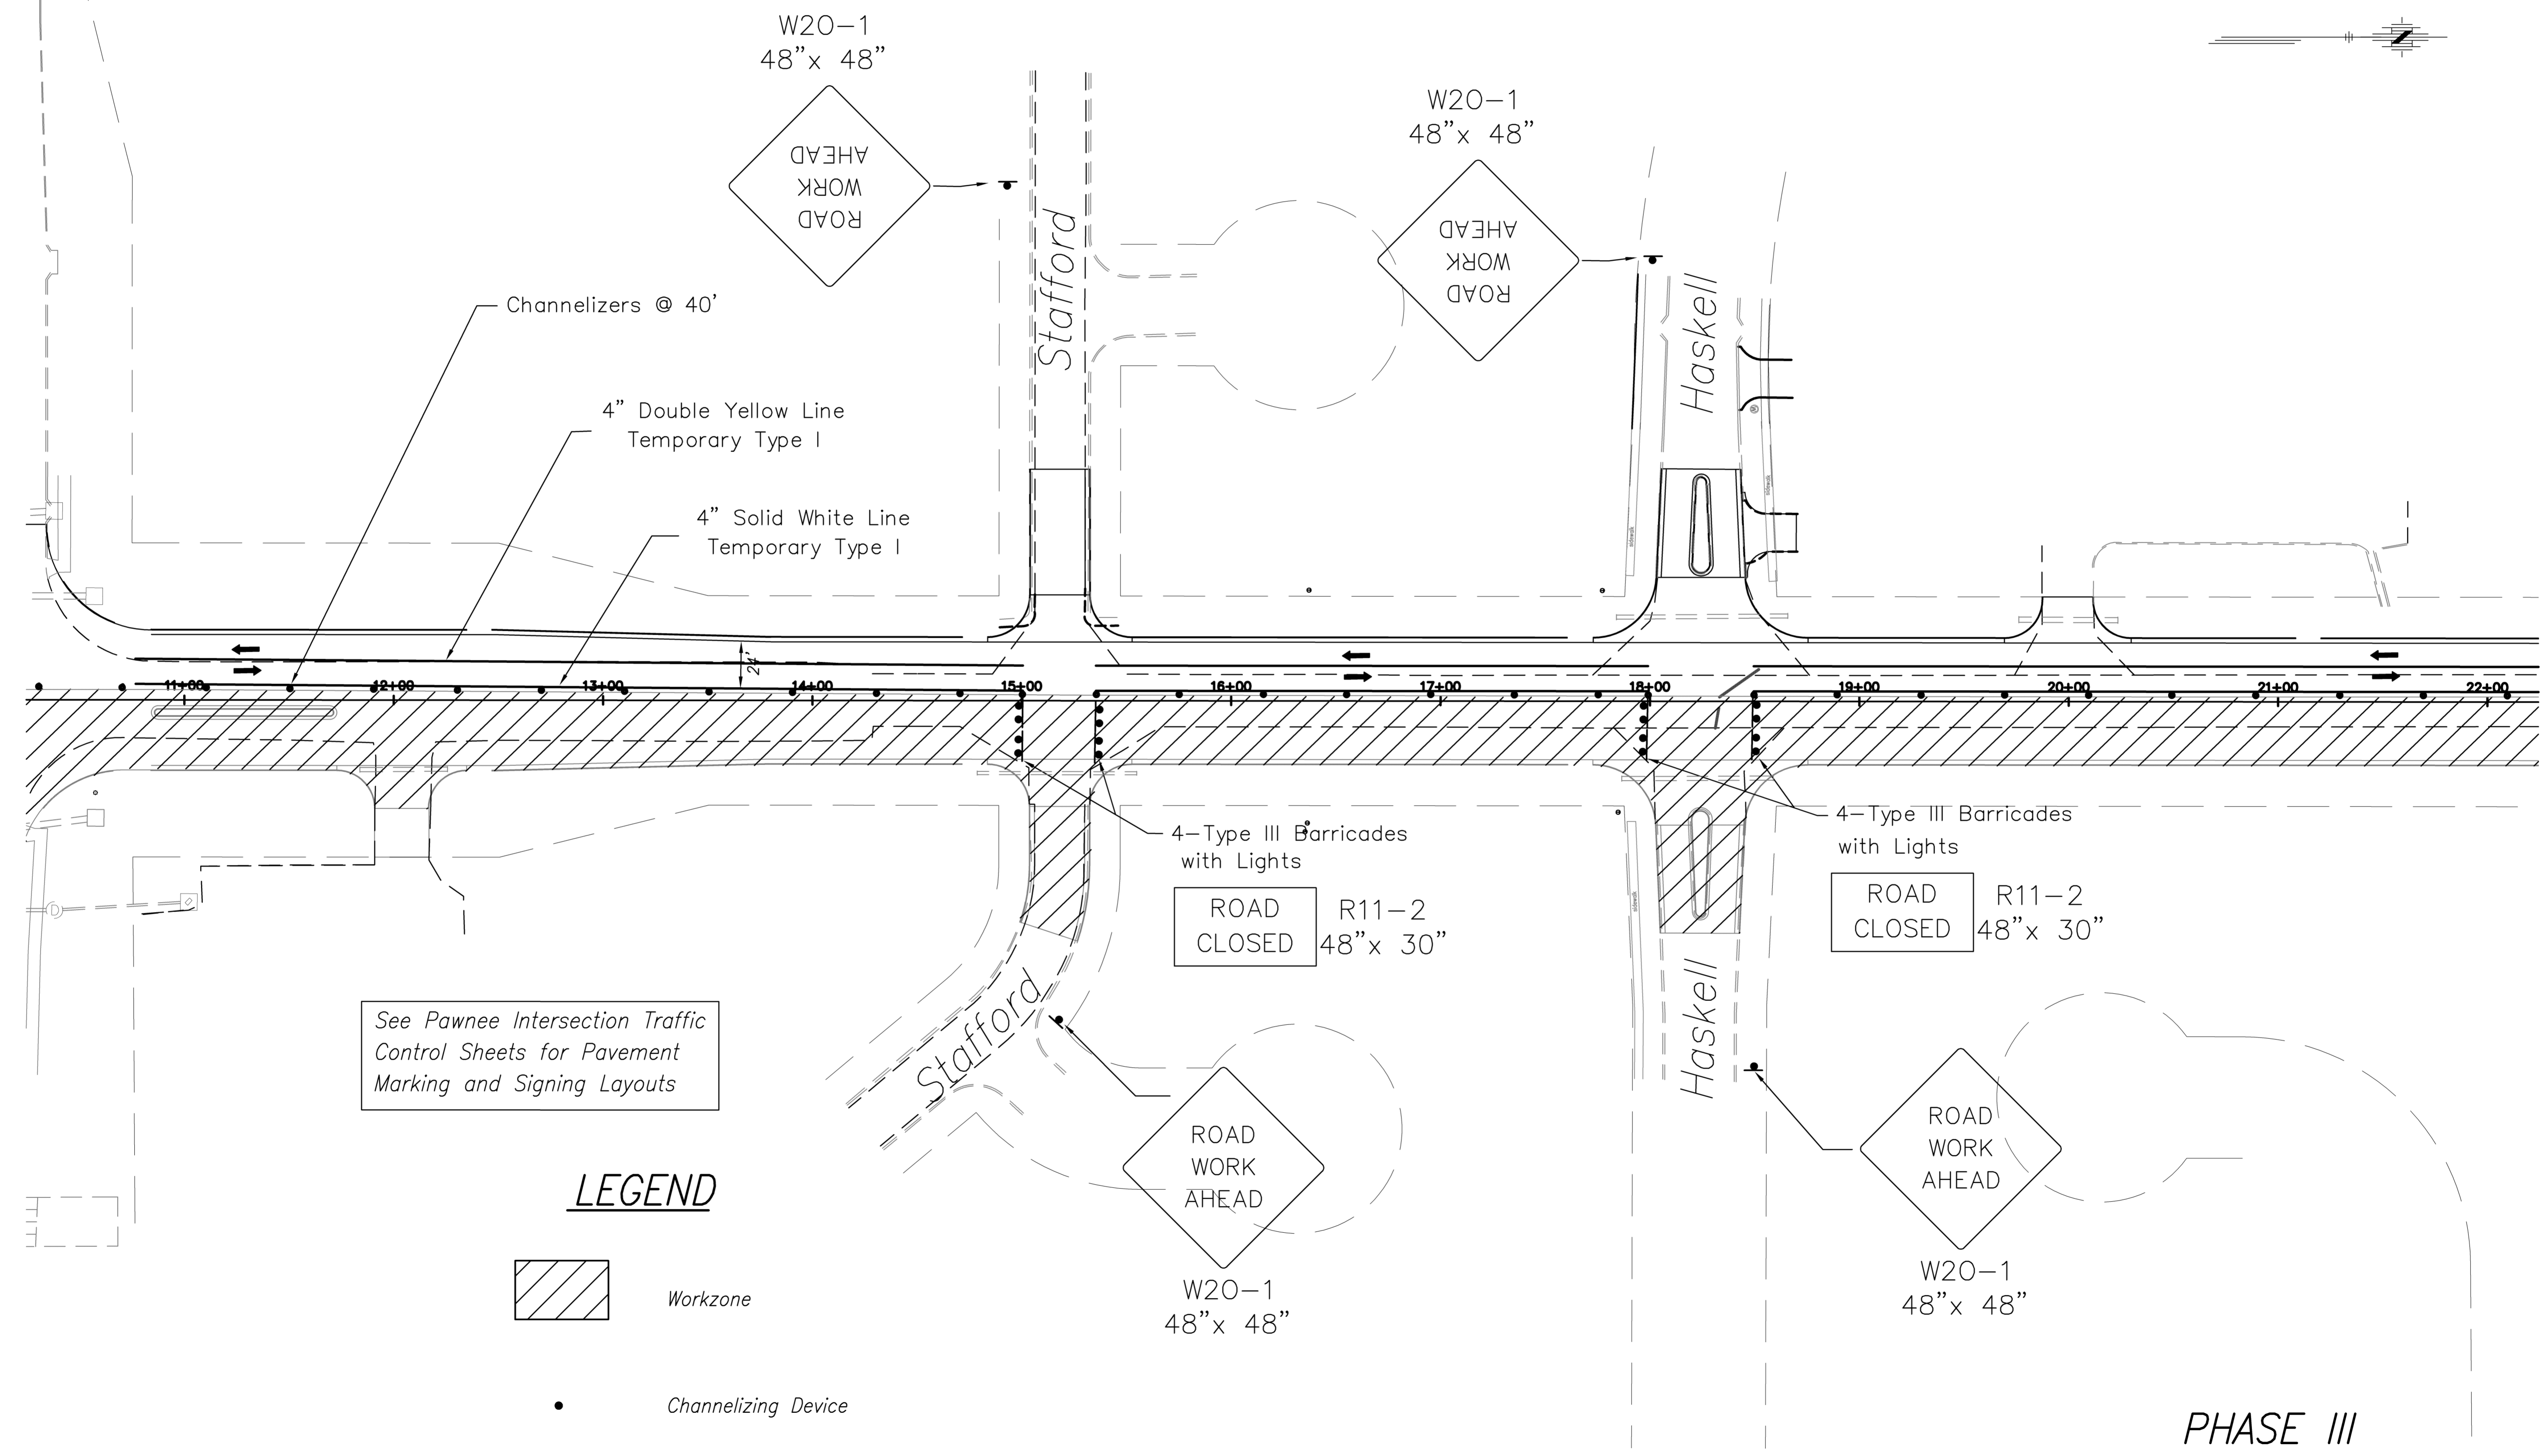 W20-1
48"x 48"
ROAD
WORK
AHEAD
W20-1
48"x 48"
ROAD
WORK
AHEAD
Stafford
Haskell
Channelizers @ 40'
4" Double Yellow Line
Temporary Type I
4" Solid White Line
Temporary Type I
sidewalk
sidewalk
24'
11+00
12+00
13+00
14+00
15+00
16+00
17+00
18+00
19+00
20+00
21+00
22+00
4-Type III Barricades
with Lights
ROAD
CLOSED
R11-2
48"x 30"
4-Type III Barricades
with Lights
ROAD
CLOSED
R11-2
48"x 30"
sidewalk
Stafford
Haskell
See Pawnee Intersection Traffic
Control Sheets for Pavement
Marking and Signing Layouts
ROAD
WORK
AHEAD
W20-1
48"x 48"
ROAD
WORK
AHEAD
W20-1
48"x 48"
LEGEND
Workzone
Channelizing Device
PHASE III